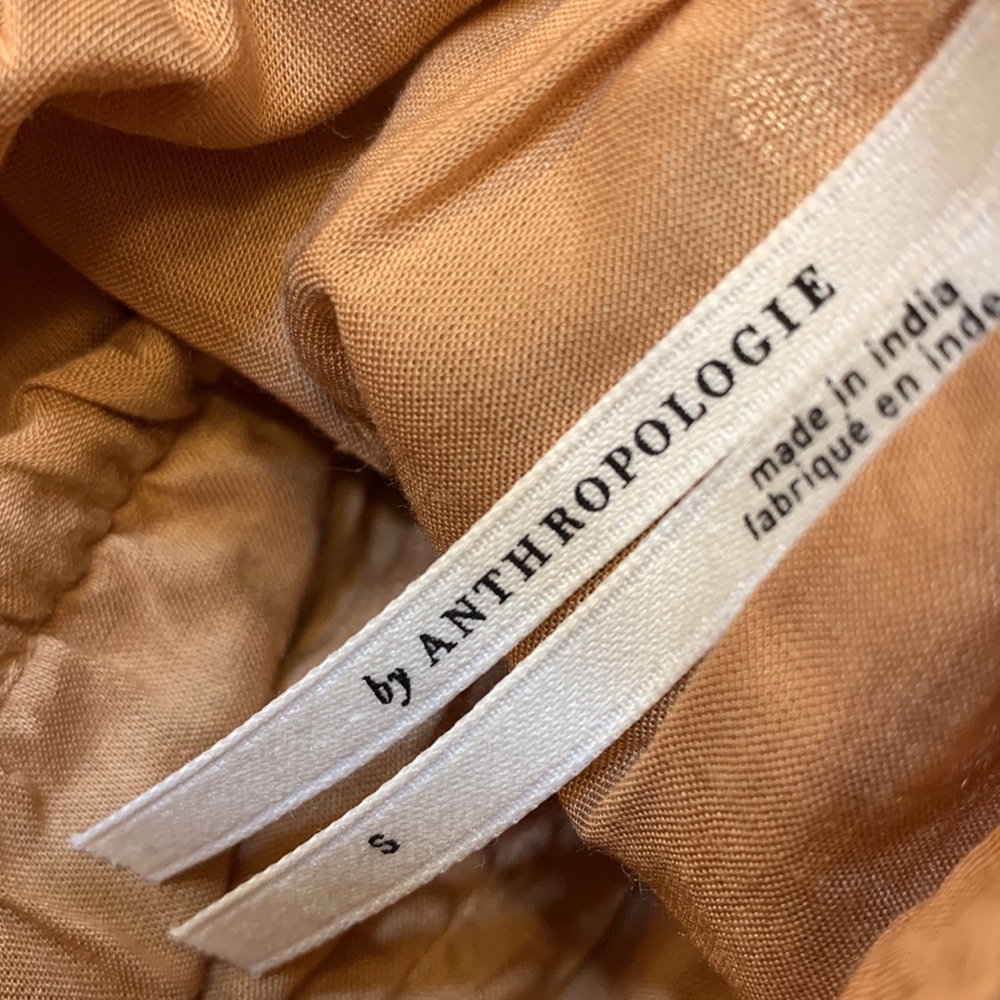 by ANTHROPOLOGIE
made in india
fabriqué en inde
S